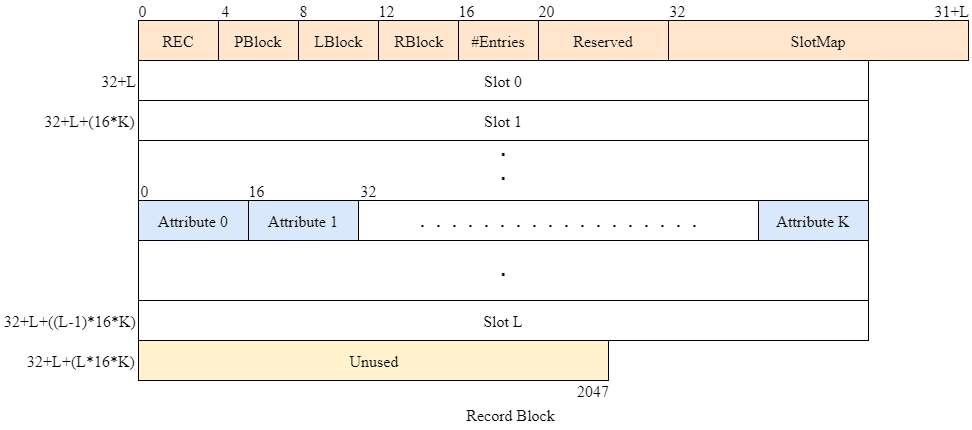 0 4 8 12 16 20 32 31+L
REC PBlock LBlock RBlock #Entries Reserved SlotMap
32+L Slot 0
32+L+(16*K) Slot 1
.
.
0 16 32
Attribute 0 Attribute 1 . . . . . . . . . . . . . . . . . . Attribute K
.
32+L+((L-1)*16*K) Slot L
32+L+(L*16*K) Unused
2047
Record Block